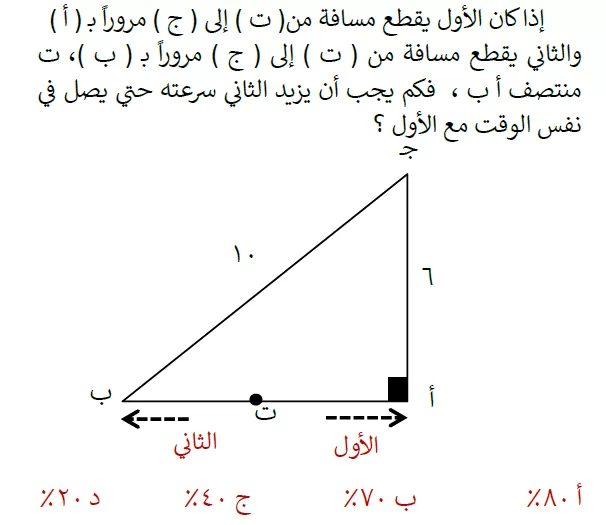 إذا كان الأول يقطع مسافة من( ت ) إلى ( ج ) مروراً بـ ( أ )
والثاني يقطع مسافة من ( ت ) إلى ( ج ) مروراً بـ ( ب )، ت
منتصف أ ب ، فكم يجب أن يزيد الثاني سرعته حتي يصل في
نفس الوقت مع الأول ؟
جـ
١٠
٦
ب
ت
أ
الأول
الثاني
أ ٨٠٪
ب ٧٠٪
ج ٤٠٪
د ٢٠٪